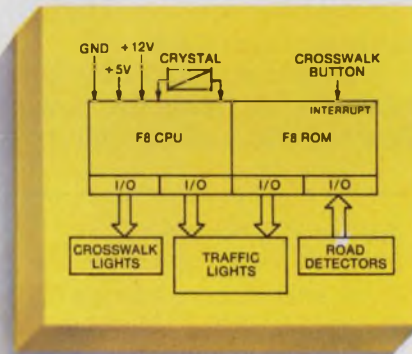 GND +12V CRYSTAL CROSSWALK
+5V BUTTON
INTERRUPT
F8 CPU F8 ROM
I/O I/O I/O I/O
CROSSWALK LIGHTS
TRAFFIC LIGHTS
ROAD DETECTORS